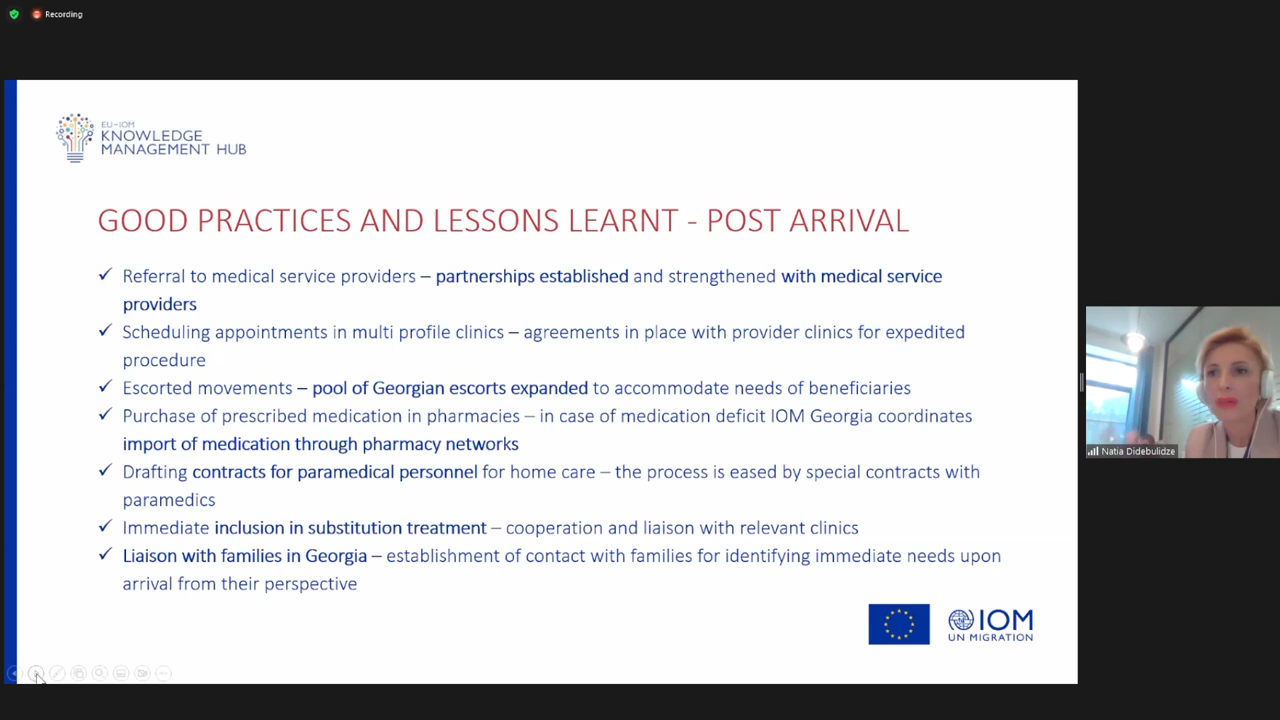 Recording
EU-IOM
KNOWLEDGE
MANAGEMENT HUB
GOOD PRACTICES AND LESSONS LEARNT - POST ARRIVAL
✓ Referral to medical service providers – partnerships established and strengthened with medical service
providers
✓ Scheduling appointments in multi profile clinics – agreements in place with provider clinics for expedited
procedure
✓ Escorted movements – pool of Georgian escorts expanded to accommodate needs of beneficiaries
✓ Purchase of prescribed medication in pharmacies – in case of medication deficit IOM Georgia coordinates
import of medication through pharmacy networks
✓ Drafting contracts for paramedical personnel for home care – the process is eased by special contracts with
paramedics
✓ Immediate inclusion in substitution treatment – cooperation and liaison with relevant clinics
✓ Liaison with families in Georgia – establishment of contact with families for identifying immediate needs upon
arrival from their perspective
IOM
UN MIGRATION
Natia Didebulidze